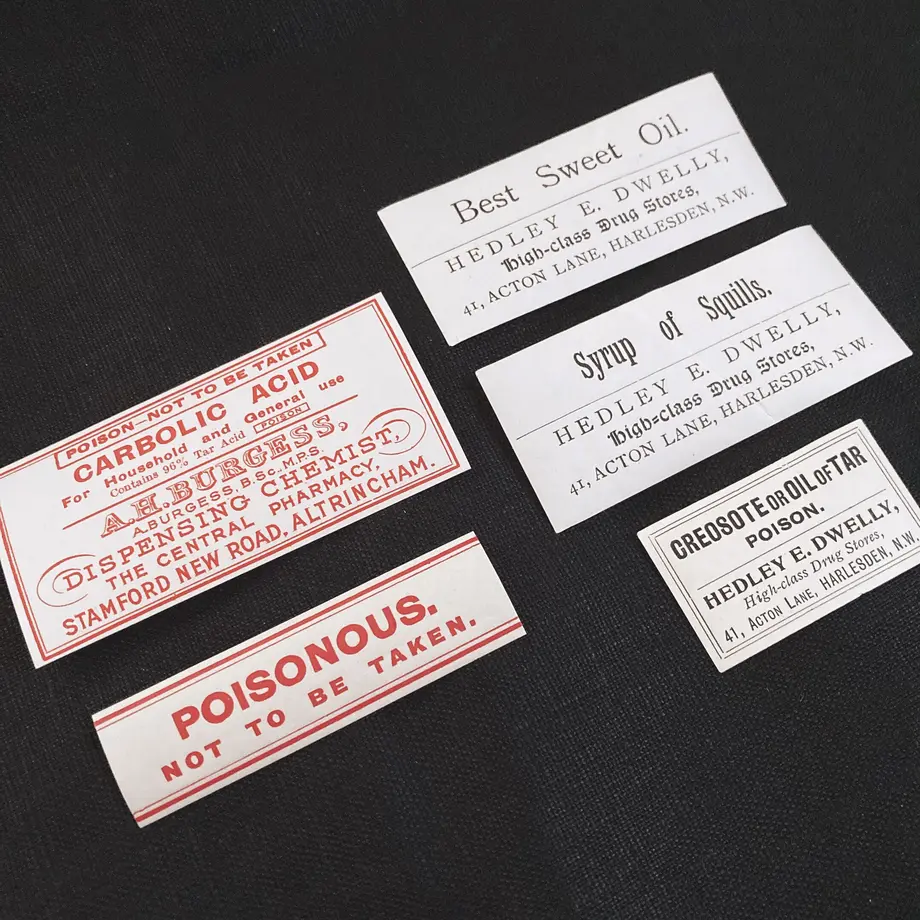 Best Sweet Oil.
HEDLEY E. DWELLY,
High-class Drug Stores,
41, ACTON LANE, HARLESDEN, N.W.
Syrup of Squills.
HEDLEY E. DWELLY,
High-class Drug Stores,
41, ACTON LANE, HARLESDEN, N.W.
POISON—NOT TO BE TAKEN
CARBOLIC ACID
For Household and General use
Contains 96% Tar Acid POISON
A.H. BURGESS,
A. BURGESS, B.Sc., M.P.S.
DISPENSING CHEMIST,
THE CENTRAL PHARMACY,
STAMFORD NEW ROAD, ALTRINCHAM.
CREOSOTE OR OIL OF TAR
POISON.
HEDLEY E. DWELLY,
High-class Drug Stores,
41, ACTON LANE, HARLESDEN, N.W.
POISONOUS.
NOT TO BE TAKEN.